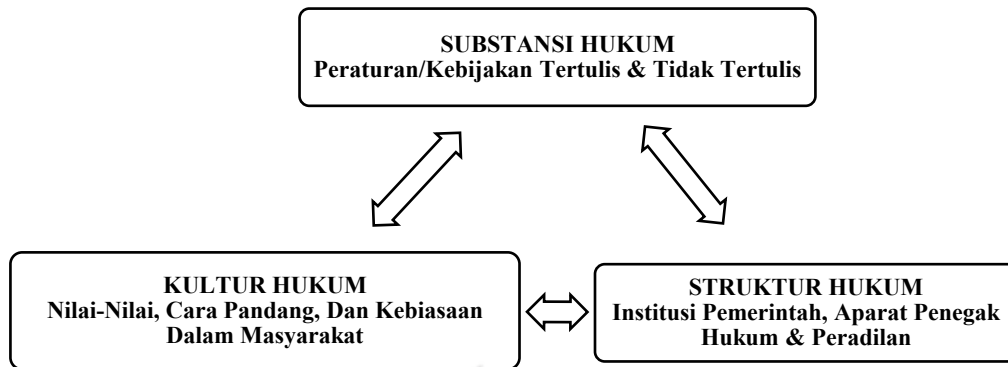 SUBSTANSI HUKUM
Peraturan/Kebijakan Tertulis & Tidak Tertulis
KULTUR HUKUM
Nilai-Nilai, Cara Pandang, Dan Kebiasaan
Dalam Masyarakat
STRUKTUR HUKUM
Institusi Pemerintah, Aparat Penegak
Hukum & Peradilan